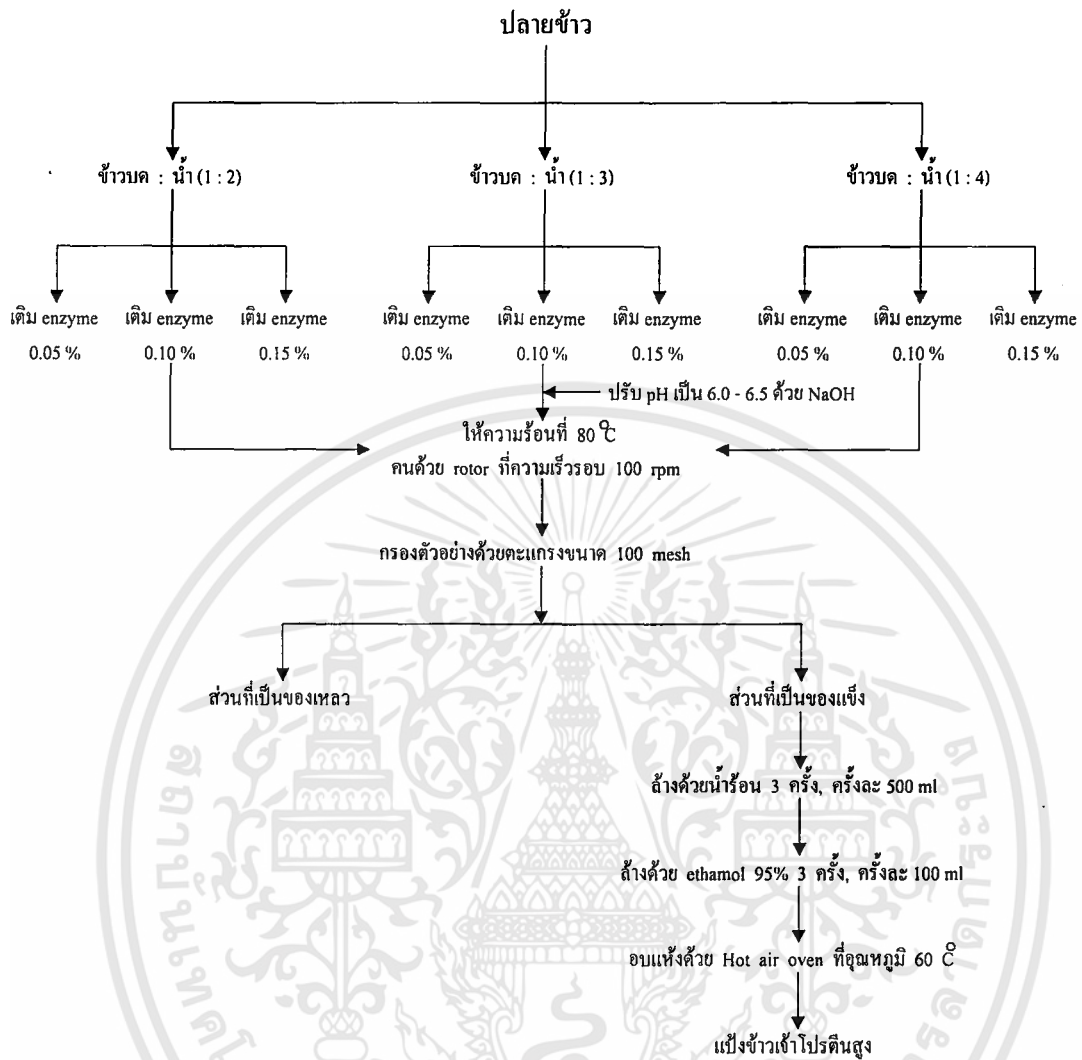 ปลายข้าว
ข้าวบด : น้ำ (1 : 2)
ข้าวบด : น้ำ (1 : 3)
ข้าวบด : น้ำ (1 : 4)
เติม enzyme
0.05 %
เติม enzyme
0.10 %
เติม enzyme
0.15 %
เติม enzyme
0.05 %
เติม enzyme
0.10 %
เติม enzyme
0.15 %
เติม enzyme
0.05 %
เติม enzyme
0.10 %
เติม enzyme
0.15 %
ปรับ pH เป็น 6.0 - 6.5 ด้วย NaOH
ให้ความร้อนที่ 80 °C
คนด้วย rotor ที่ความเร็วรอบ 100 rpm
กรองตัวอย่างด้วยตะแกรงขนาด 100 mesh
ส่วนที่เป็นของเหลว
ส่วนที่เป็นของแข็ง
ล้างด้วยน้ำร้อน 3 ครั้ง, ครั้งละ 500 ml
ล้างด้วย ethamol 95% 3 ครั้ง, ครั้งละ 100 ml
อบแห้งด้วย Hot air oven ที่อุณหภูมิ 60 °C
แป้งข้าวเจ้าโปรตีนสูง